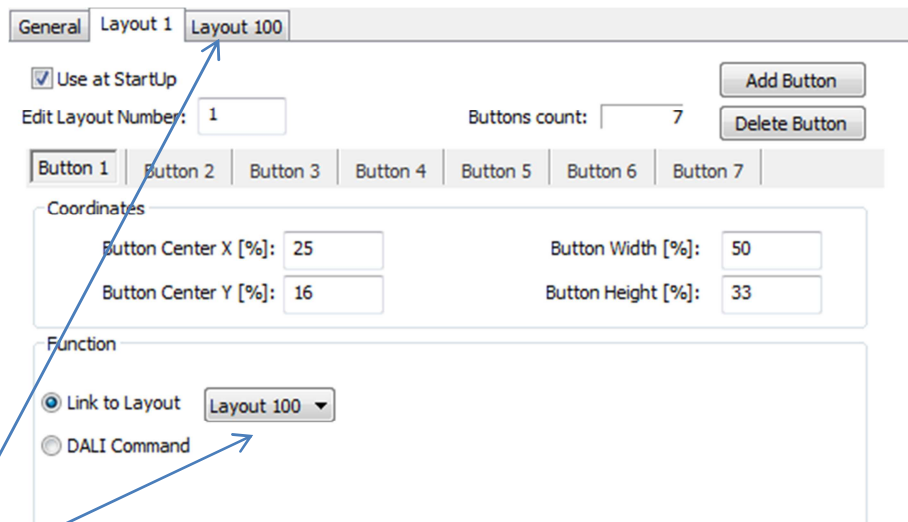 General Layout 1 Layout 100
Use at StartUp Add Button
Edit Layout Number: 1 Buttons count: 7 Delete Button
Button 1 Button 2 Button 3 Button 4 Button 5 Button 6 Button 7
Coordinates
Button Center X [%]: 25 Button Width [%]: 50
Button Center Y [%]: 16 Button Height [%]: 33
Function
Link to Layout Layout 100
DALI Command